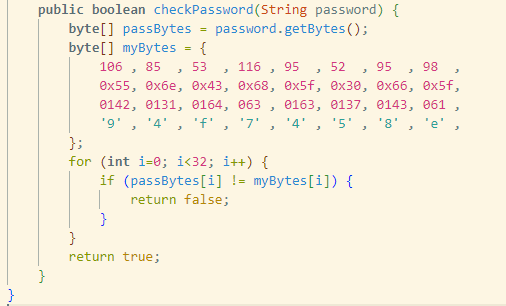 public boolean checkPassword(String password) {
byte[] passBytes = password.getBytes();
byte[] myBytes = {
106 , 85 , 53 , 116 , 95 , 52 , 95 , 98 ,
0x55, 0x6e, 0x43, 0x68, 0x5f, 0x30, 0x66, 0x5f,
0142, 0131, 0164, 063 , 0163, 0137, 0143, 061 ,
'9' , '4' , 'f' , '7' , '4' , '5' , '8' , 'e' ,
};
for (int i=0; i<32; i++) {
if (passBytes[i] != myBytes[i]) {
return false;
}
}
return true;
}
}